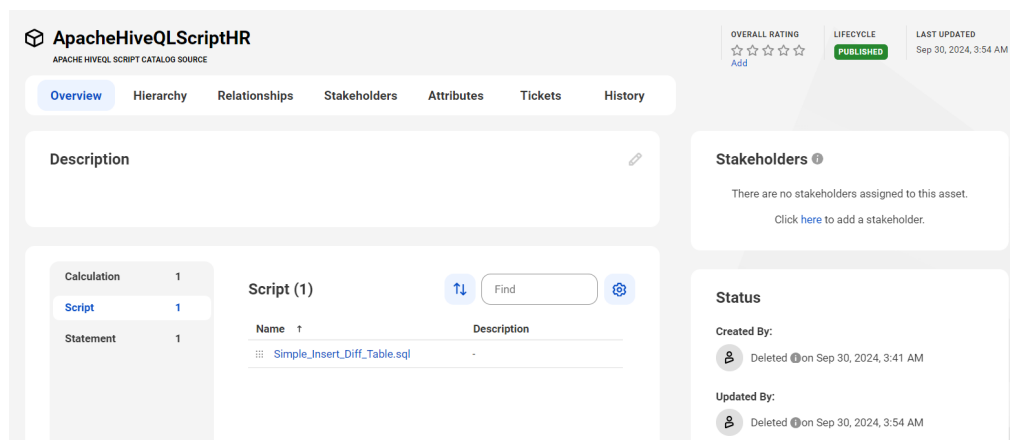 ApacheHiveQLScriptHR
APACHE HIVEQL SCRIPT CATALOG SOURCE
OVERALL RATING
Add
LIFECYCLE
PUBLISHED
LAST UPDATED
Sep 30, 2024, 3:54 AM
Overview Hierarchy Relationships Stakeholders Attributes Tickets History
Description
Calculation 1
Script 1
Statement 1
Script (1)
Find
Name ↑ Description
Simple_Insert_Diff_Table.sql -
Stakeholders
There are no stakeholders assigned to this asset.
Click here to add a stakeholder.
Status
Created By:
Deleted on Sep 30, 2024, 3:41 AM
Updated By:
Deleted on Sep 30, 2024, 3:54 AM